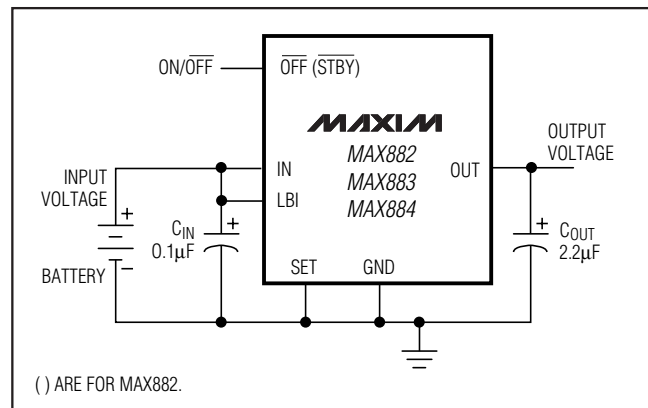 ON/OFF
OFF (STBY)
MAXIM
MAX882
MAX883
MAX884
IN
LBI
OUT
SET
GND
INPUT
VOLTAGE
BATTERY
+
−
CIN
0.1µF
+
OUTPUT
VOLTAGE
+
COUT
2.2µF
( ) ARE FOR MAX882.